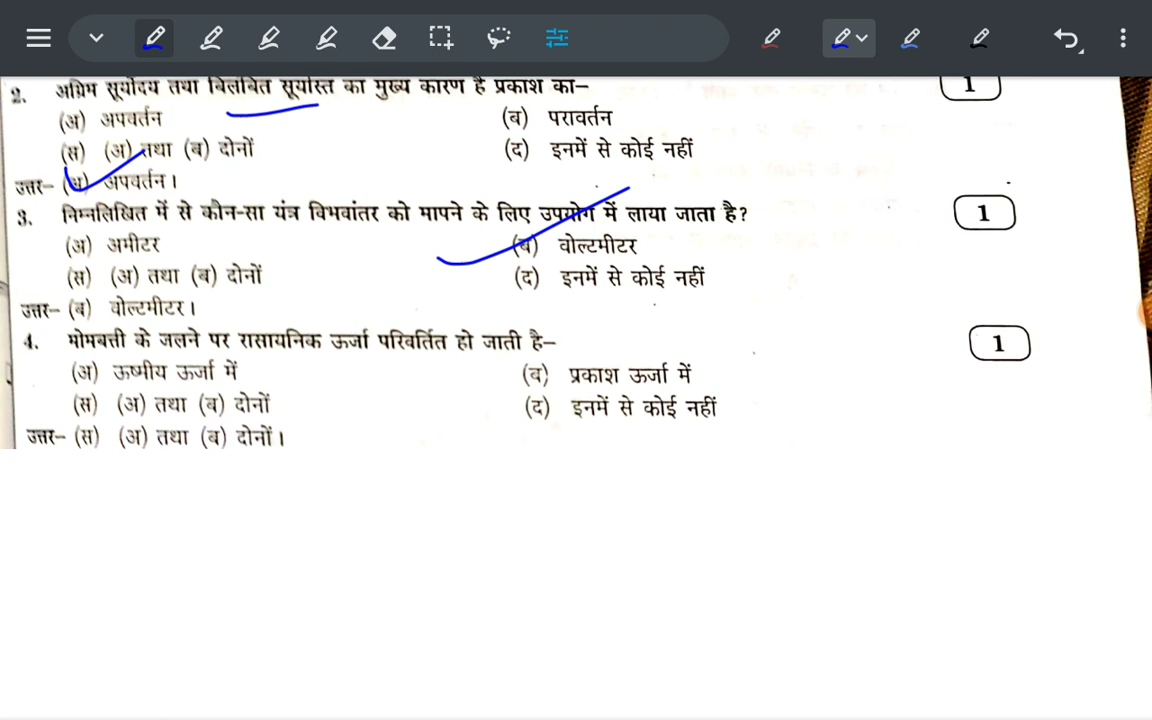 2. अग्रिम सूर्योदय तथा विलंबित सूर्यास्त का मुख्य कारण है प्रकाश का– 1
(अ) अपवर्तन (ब) परावर्तन
(स) (अ) तथा (ब) दोनों (द) इनमें से कोई नहीं
उत्तर– (अ) अपवर्तन।
3. निम्नलिखित में से कौन-सा यंत्र विभवांतर को मापने के लिए उपयोग में लाया जाता है? 1
(अ) अमीटर (ब) वोल्टमीटर
(स) (अ) तथा (ब) दोनों (द) इनमें से कोई नहीं
उत्तर– (ब) वोल्टमीटर।
4. मोमबत्ती के जलने पर रासायनिक ऊर्जा परिवर्तित हो जाती है– 1
(अ) ऊष्मीय ऊर्जा में (ब) प्रकाश ऊर्जा में
(स) (अ) तथा (ब) दोनों (द) इनमें से कोई नहीं
उत्तर– (स) (अ) तथा (ब) दोनों।